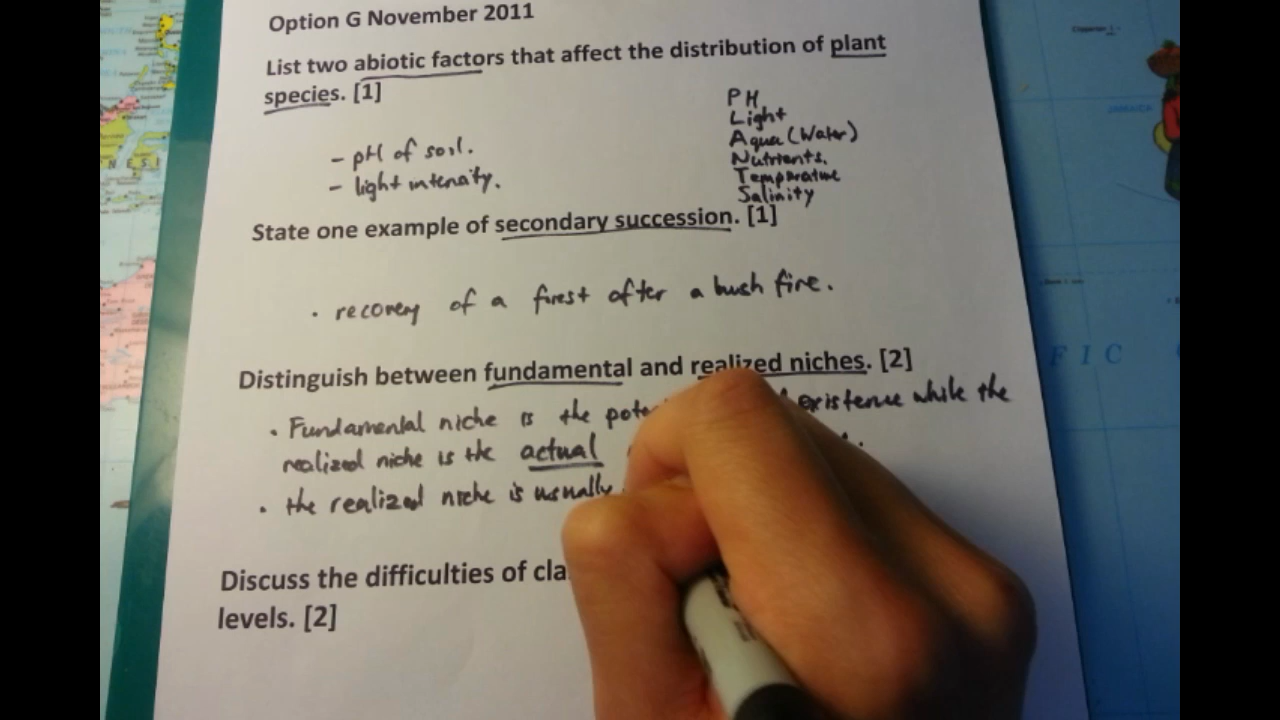 Option G November 2011
List two abiotic factors that affect the distribution of plant
species. [1]
PH
Light
Aqua (Water)
Nutrients.
Temperature
Salinity
- pH of soil.
- light intensity.
State one example of secondary succession. [1]
• recovery of a forest after a bush fire.
Distinguish between fundamental and realized niches. [2]
• Fundamental niche is the existence while the
realized niche is the actual
• the realized niche is usually
Discuss the difficulties of
levels. [2]
JAMAICA
FIC
NESI